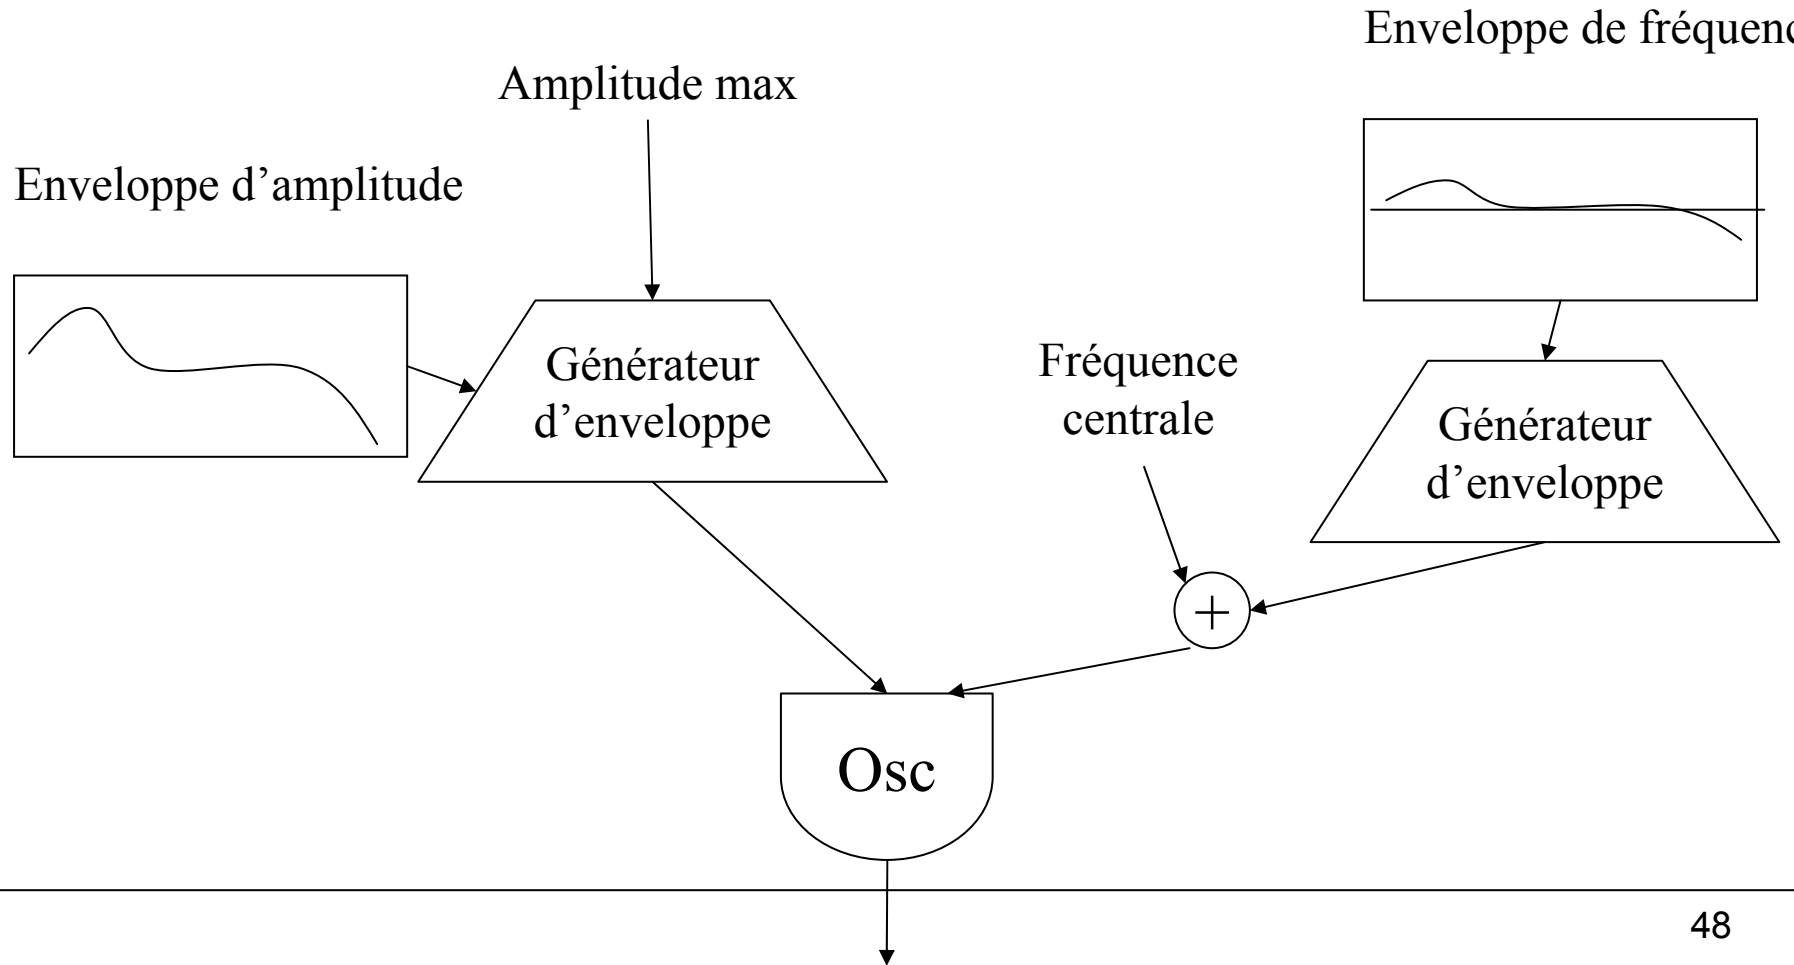 Enveloppe de fréquenc
Amplitude max
Enveloppe d’amplitude
Générateur
d’enveloppe
Fréquence
centrale
Générateur
d’enveloppe
+
Osc
48